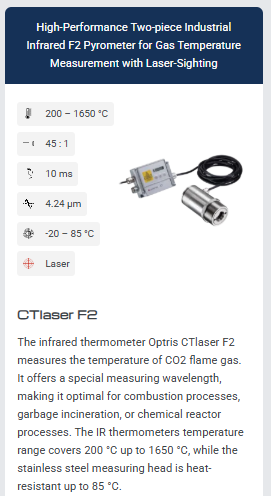 High-Performance Two-piece Industrial
Infrared F2 Pyrometer for Gas Temperature
Measurement with Laser-Sighting
200 – 1650 °C
45 : 1
10 ms
4.24 µm
-20 – 85 °C
Laser
CTlaser F2
The infrared thermometer Optris CTlaser F2
measures the temperature of CO2 flame gas.
It offers a special measuring wavelength,
making it optimal for combustion processes,
garbage incineration, or chemical reactor
processes. The IR thermometers temperature
range covers 200 °C up to 1650 °C, while the
stainless steel measuring head is heat-
resistant up to 85 °C.